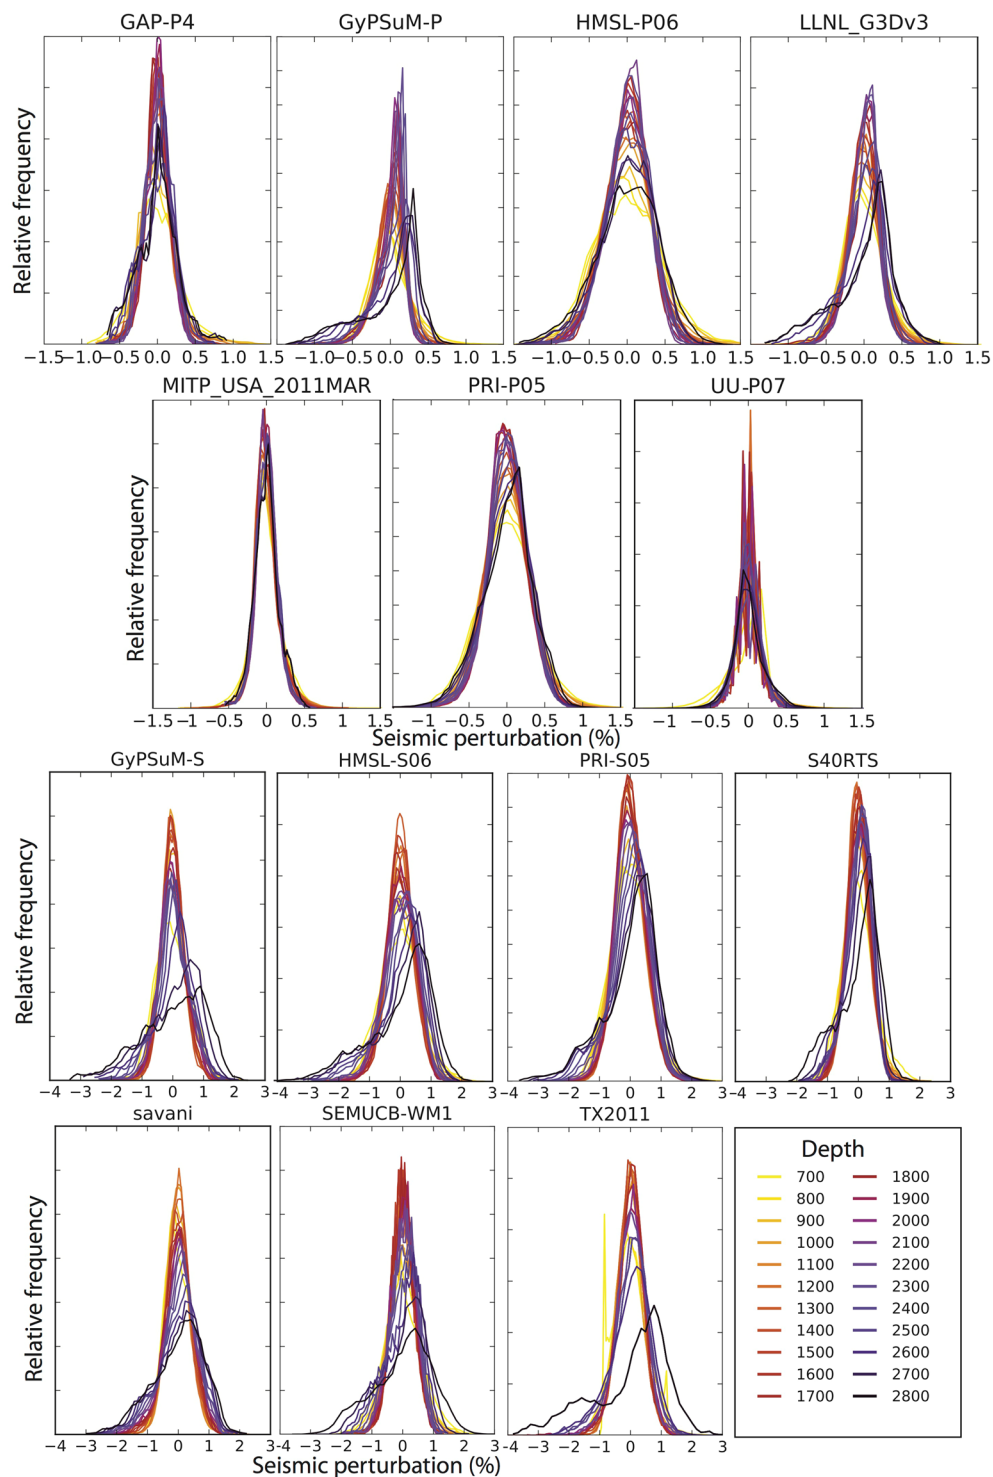 GAP-P4 GyPSuM-P HMSL-P06 LLNL_G3Dv3
Relative frequency
−1.5 −1.0 −0.5 0.0 0.5 1.0 1.5 −1.0 −0.5 0.0 0.5 1.0 1.5 −1.0 −0.5 0.0 0.5 1.0 1.5 −1.0 −0.5 0.0 0.5 1.0 1.5
MITP_USA_2011MAR PRI-P05 UU-P07
Relative frequency
−1.5 −1 −0.5 0 0.5 1 1.5 −1 −0.5 0 0.5 1 1.5 −1 −0.5 0 0.5 1 1.5
Seismic perturbation (%)
GyPSuM-S HMSL-S06 PRI-S05 S40RTS
Relative frequency
−4 −3 −2 −1 0 1 2 3 −4 −3 −2 −1 0 1 2 3 −4 −3 −2 −1 0 1 2 3 −4 −3 −2 −1 0 1 2 3
savani SEMUCB-WM1 TX2011
Relative frequency
−4 −3 −2 −1 0 1 2 3 −4 −3 −2 −1 0 1 2 3 −4 −3 −2 −1 0 1 2 3
Seismic perturbation (%)
Depth
700 1800
800 1900
900 2000
1000 2100
1100 2200
1200 2300
1300 2400
1400 2500
1500 2600
1600 2700
1700 2800